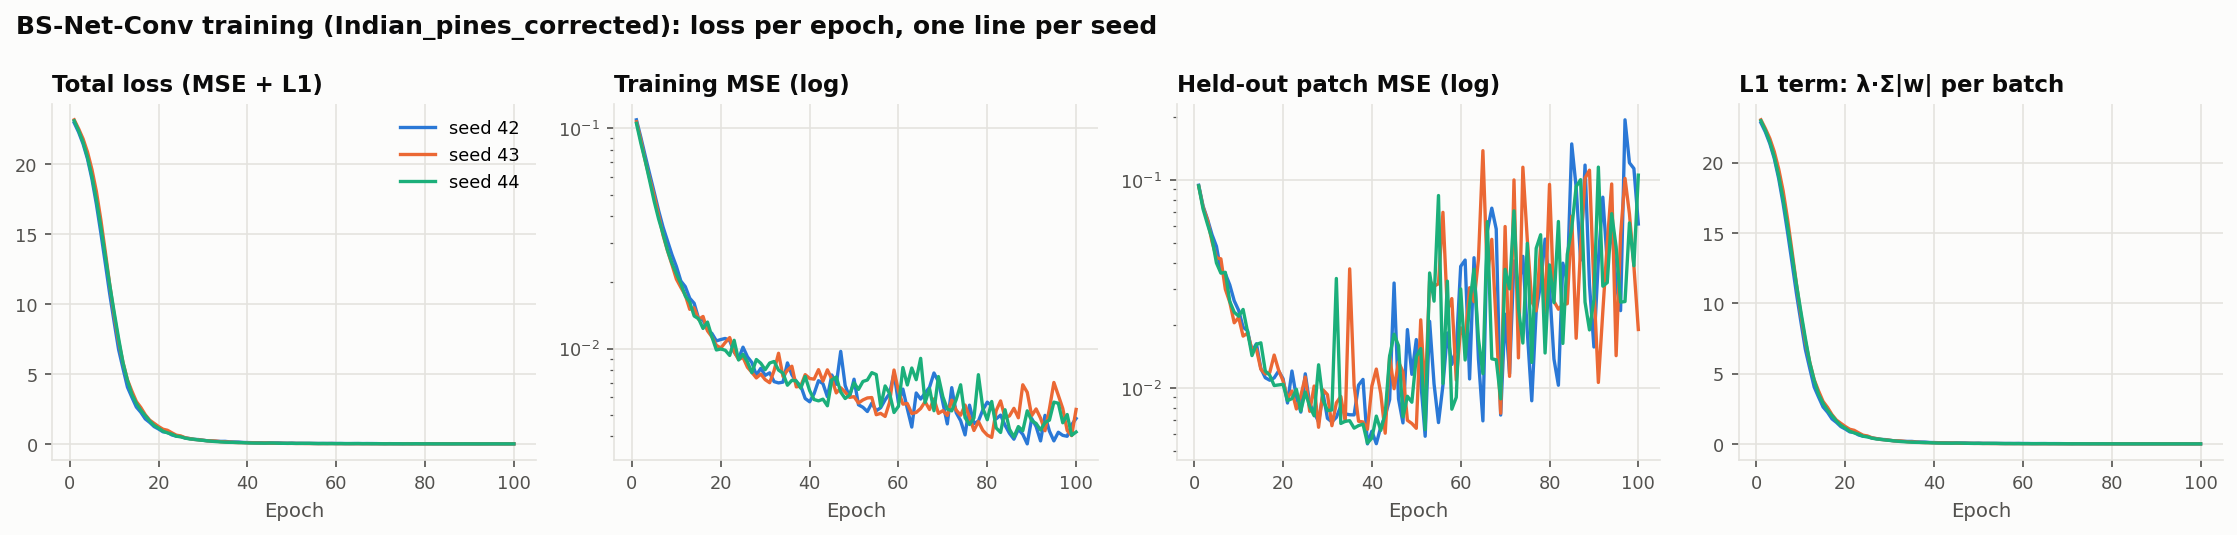 BS-Net-Conv training (Indian_pines_corrected): loss per epoch, one line per seed
Total loss (MSE + L1)
seed 42
seed 43
seed 44
20
15
10
5
0
0 20 40 60 80 100
Epoch
Training MSE (log)
10⁻¹
10⁻²
0 20 40 60 80 100
Epoch
Held-out patch MSE (log)
10⁻¹
10⁻²
0 20 40 60 80 100
Epoch
L1 term: λ·Σ|w| per batch
20
15
10
5
0
0 20 40 60 80 100
Epoch